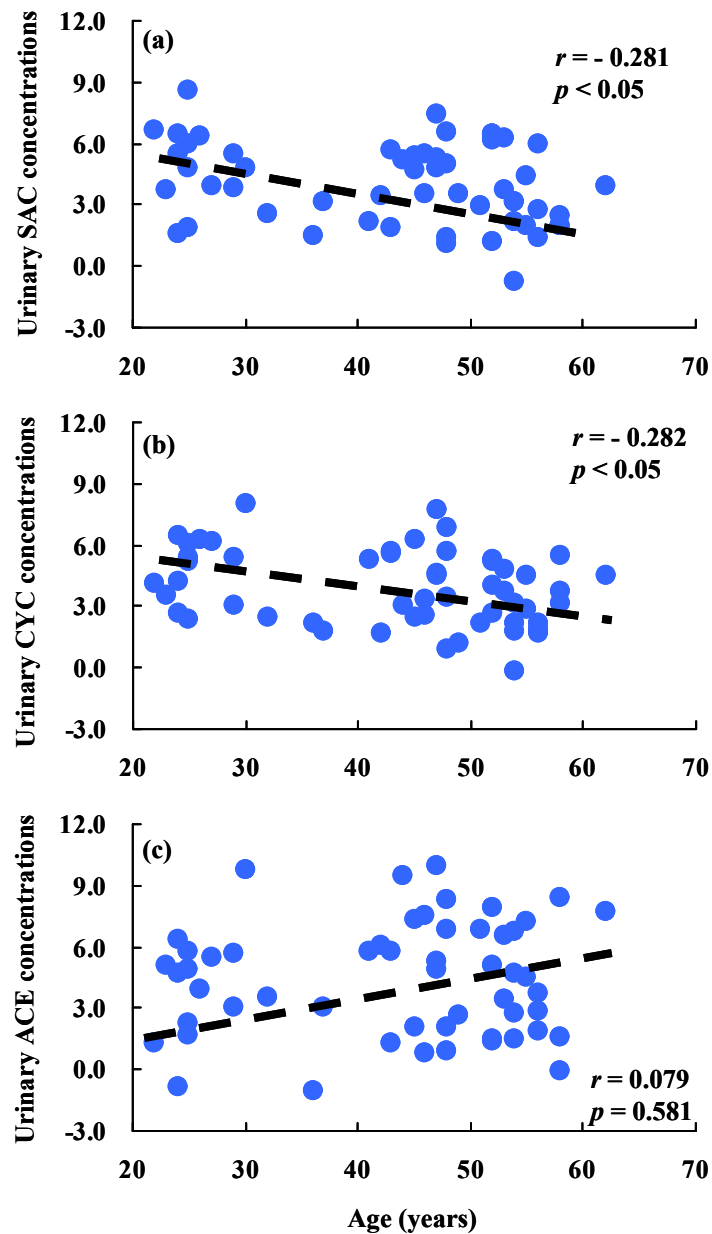 (a)
r = - 0.281
p < 0.05
Urinary SAC concentrations
12.0
9.0
6.0
3.0
0.0
-3.0
20 30 40 50 60 70
(b)
r = - 0.282
p < 0.05
Urinary CYC concentrations
12.0
9.0
6.0
3.0
0.0
-3.0
20 30 40 50 60 70
(c)
Urinary ACE concentrations
12.0
9.0
6.0
3.0
0.0
-3.0
r = 0.079
p = 0.581
20 30 40 50 60 70
Age (years)